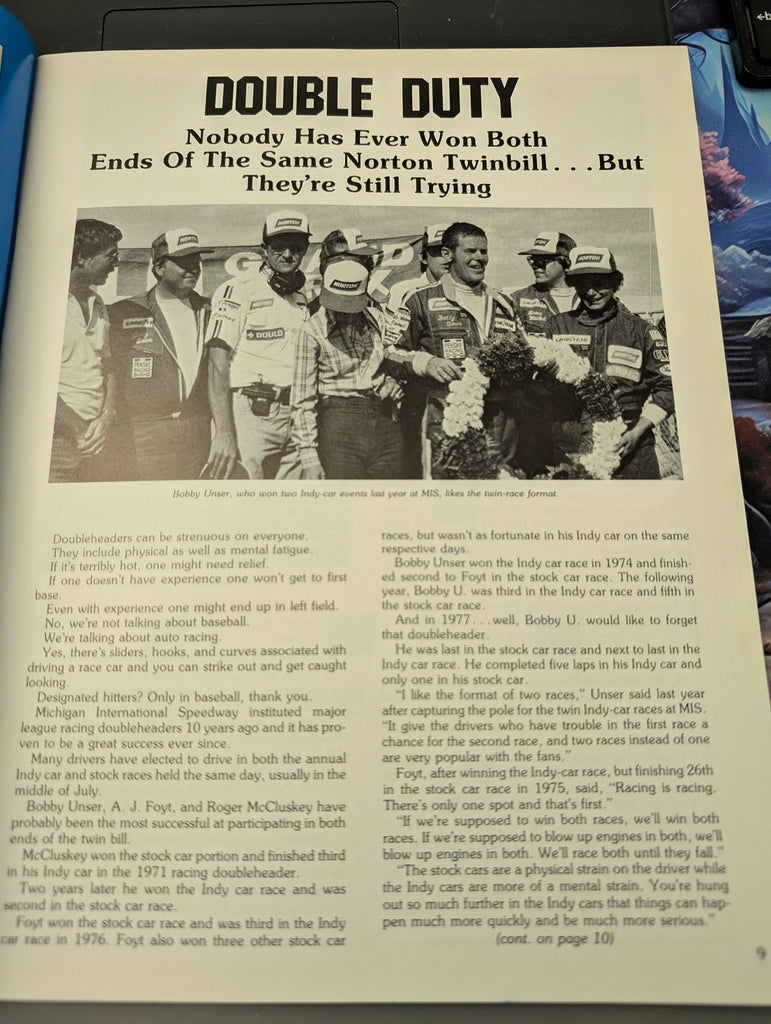 DOUBLE DUTY
Nobody Has Ever Won Both
Ends Of The Same Norton Twinbill . . . But
They're Still Trying
NORTON
NORTON
NORTON
NORTON
GOULD
Bobby
Unser
PENSKE
RACING
GOODYEAR
Bobby Unser, who won two Indy-car events last year at MIS, likes the twin-race format.
Doubleheaders can be strenuous on everyone.
They include physical as well as mental fatigue.
If it's terribly hot, one might need relief.
If one doesn't have experience one won't get to first
base.
Even with experience one might end up in left field.
No, we're not talking about baseball.
We're talking about auto racing.
Yes, there's sliders, hooks, and curves associated with
driving a race car and you can strike out and get caught
looking.
Designated hitters? Only in baseball, thank you.
Michigan International Speedway instituted major
league racing doubleheaders 10 years ago and it has pro-
ven to be a great success ever since.
Many drivers have elected to drive in both the annual
Indy car and stock races held the same day, usually in the
middle of July.
Bobby Unser, A. J. Foyt, and Roger McCluskey have
probably been the most successful at participating in both
ends of the twin bill.
McCluskey won the stock car portion and finished third
in his Indy car in the 1971 racing doubleheader.
Two years later he won the Indy car race and was
second in the stock car race.
Foyt won the stock car race and was third in the Indy
car race in 1976. Foyt also won three other stock car
races, but wasn't as fortunate in his Indy car on the same
respective days.
Bobby Unser won the Indy car race in 1974 and finish-
ed second to Foyt in the stock car race. The following
year, Bobby U. was third in the Indy car race and fifth in
the stock car race.
And in 1977 . . . well, Bobby U. would like to forget
that doubleheader.
He was last in the stock car race and next to last in the
Indy car race. He completed five laps in his Indy car and
only one in his stock car.
"I like the format of two races," Unser said last year
after capturing the pole for the twin Indy-car races at MIS.
"It give the drivers who have trouble in the first race a
chance for the second race, and two races instead of one
are very popular with the fans."
Foyt, after winning the Indy-car race, but finishing 26th
in the stock car race in 1975, said, "Racing is racing.
There's only one spot and that's first."
"If we're supposed to win both races, we'll win both
races. If we're supposed to blow up engines in both, we'll
blow up engines in both. We'll race both until they fall."
"The stock cars are a physical strain on the driver while
the Indy cars are more of a mental strain. You're hung
out so much further in the Indy cars that things can hap-
pen much more quickly and be much more serious."
(cont. on page 10)
9